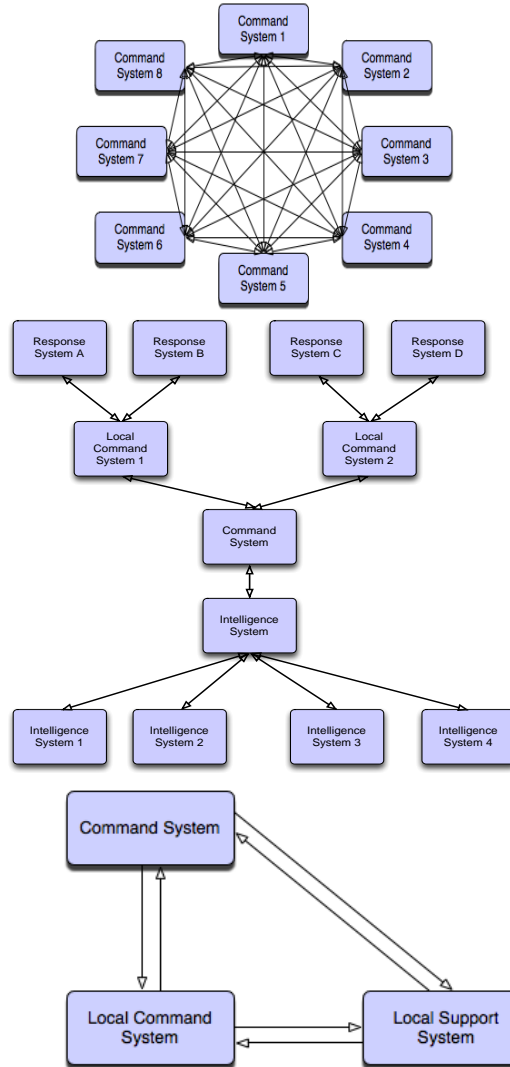 Command
System 1
Command
System 8
Command
System 2
Command
System 7
Command
System 3
Command
System 6
Command
System 4
Command
System 5
Response
System A
Response
System B
Response
System C
Response
System D
Local
Command
System 1
Local
Command
System 2
Command
System
Intelligence
System
Intelligence
System 1
Intelligence
System 2
Intelligence
System 3
Intelligence
System 4
Command System
Local Command
System
Local Support
System